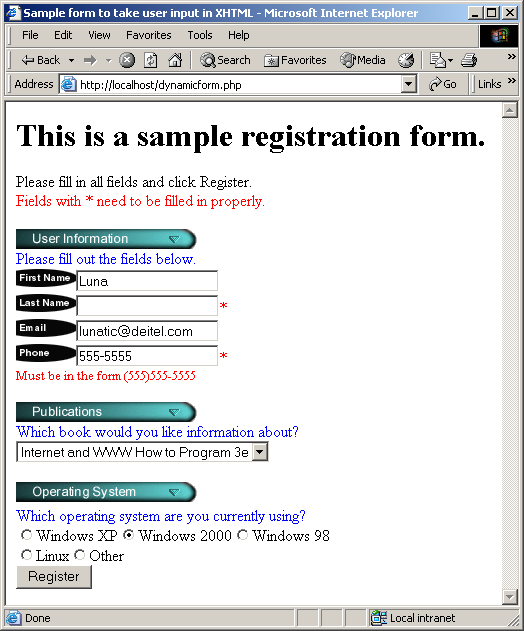 Sample form to take user input in XHTML - Microsoft Internet Explorer
File Edit View Favorites Tools Help
Back Search Favorites Media »
Address http://localhost/dynamicform.php Go Links »
This is a sample registration form.
Please fill in all fields and click Register.
Fields with * need to be filled in properly.
User Information
Please fill out the fields below.
First Name Luna
Last Name *
Email lunatic@deitel.com
Phone 555-5555 *
Must be in the form (555)555-5555
Publications
Which book would you like information about?
Internet and WWW How to Program 3e
Operating System
Which operating system are you currently using?
Windows XP Windows 2000 Windows 98
Linux Other
Register
Done Local intranet